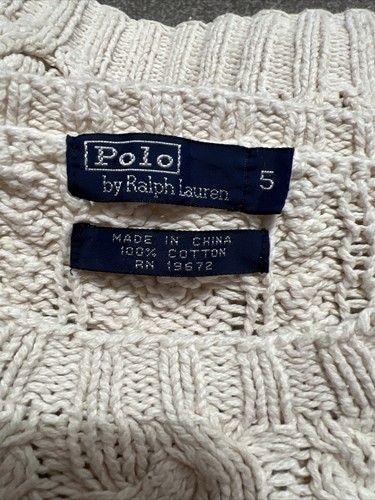 Polo
by Ralph Lauren 5
MADE IN CHINA
100% COTTON
RN 19672